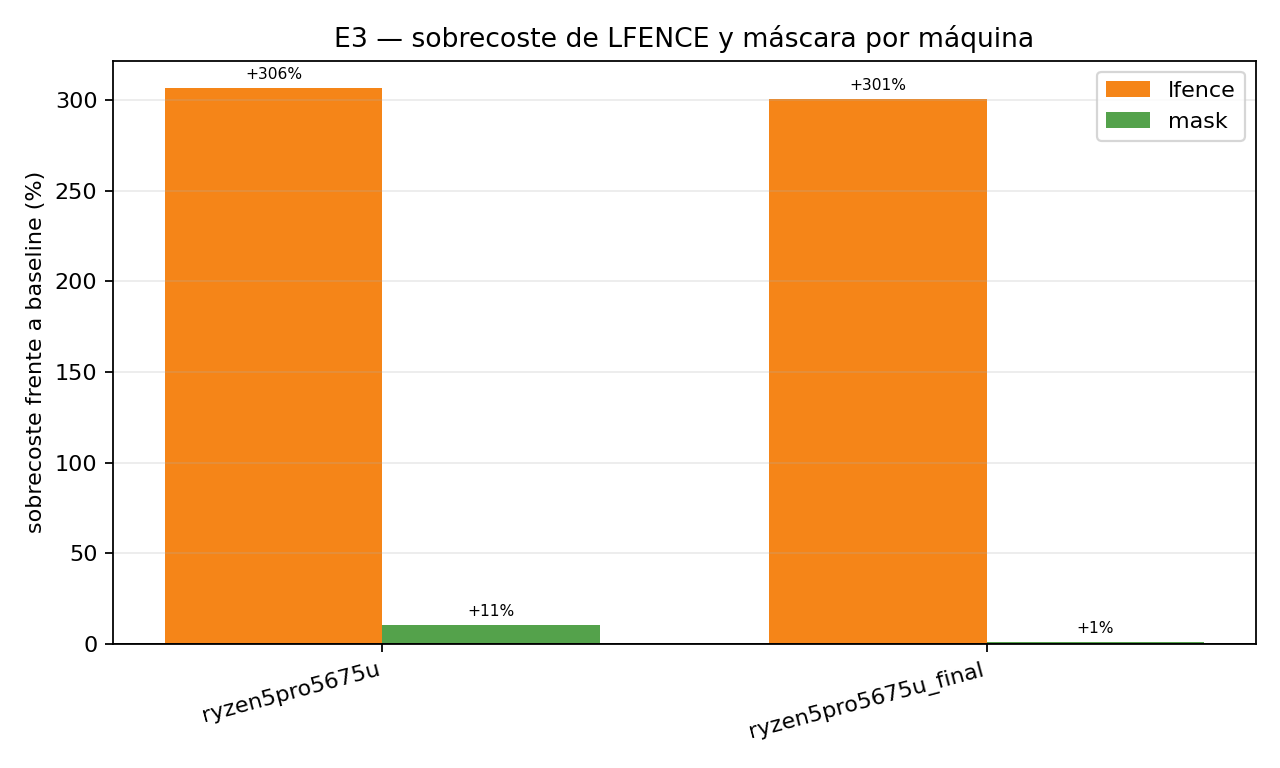 E3 — sobrecoste de LFENCE y máscara por máquina
+306%
+301%
lfence
mask
300
250
200
150
100
50
0
sobrecoste frente a baseline (%)
+11%
+1%
ryzen5pro5675u
ryzen5pro5675u_final